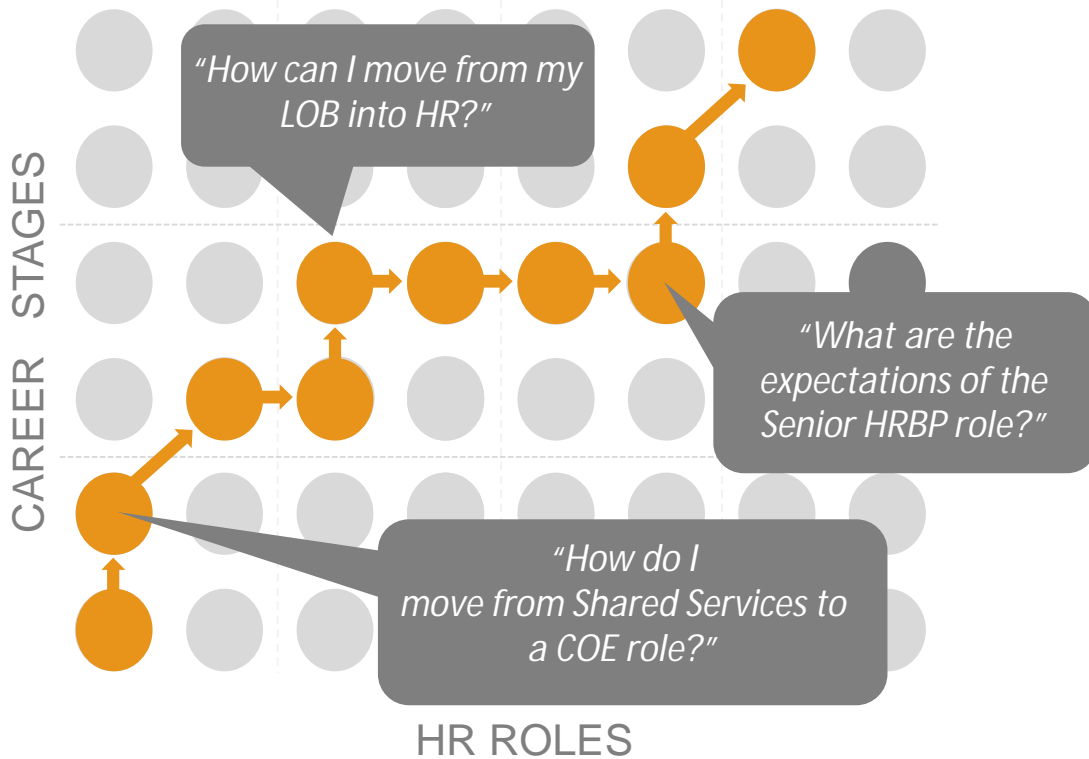 “How can I move from my
LOB into HR?”
CAREER STAGES
“What are the
expectations of the
Senior HRBP role?”
“How do I
move from Shared Services to
a COE role?”
HR ROLES